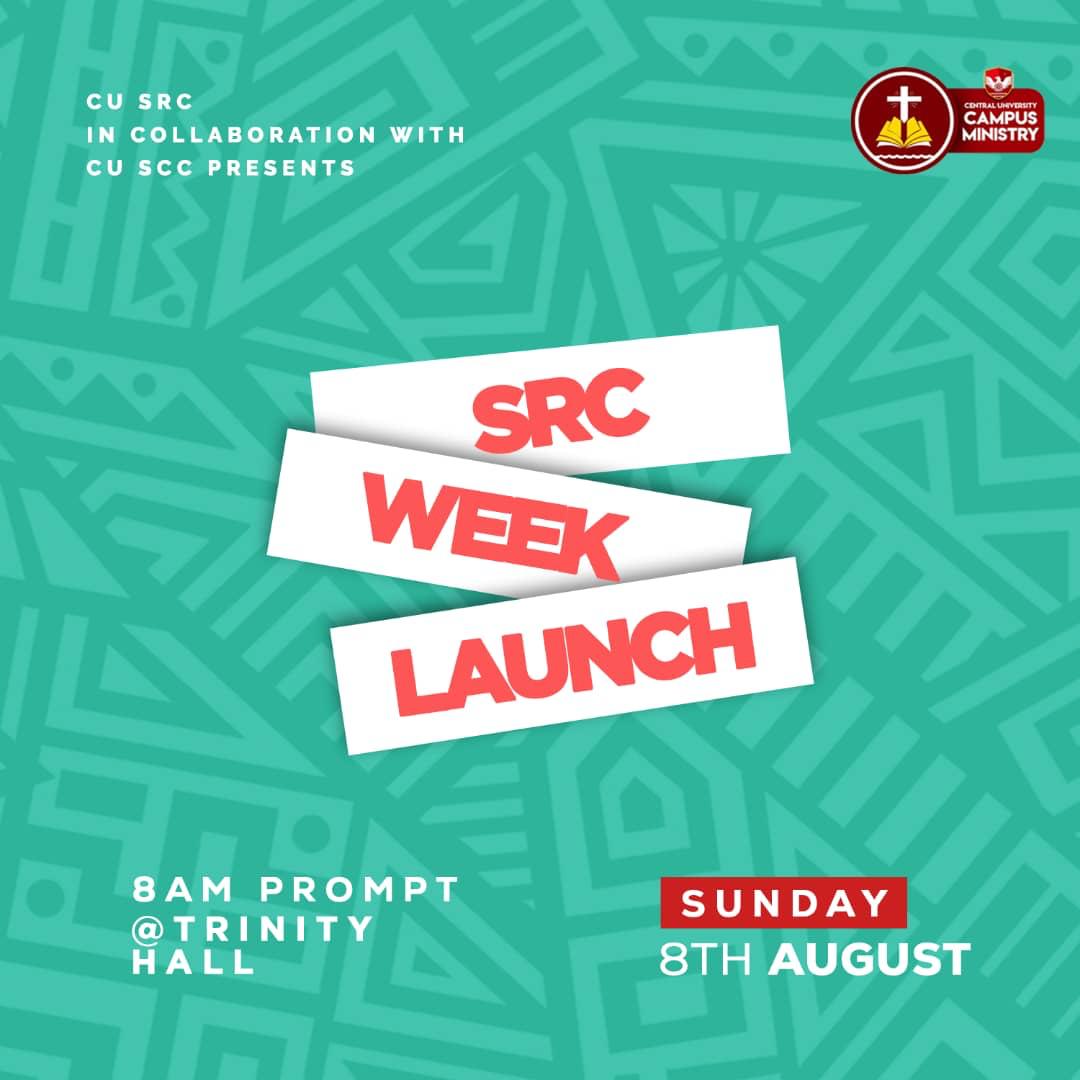 CU SRC
IN COLLABORATION WITH
CU SCC PRESENTS
CENTRAL UNIVERSITY
CAMPUS
MINISTRY
SRC
WEEK
LAUNCH
8AM PROMPT
@TRINITY
HALL
SUNDAY
8TH AUGUST